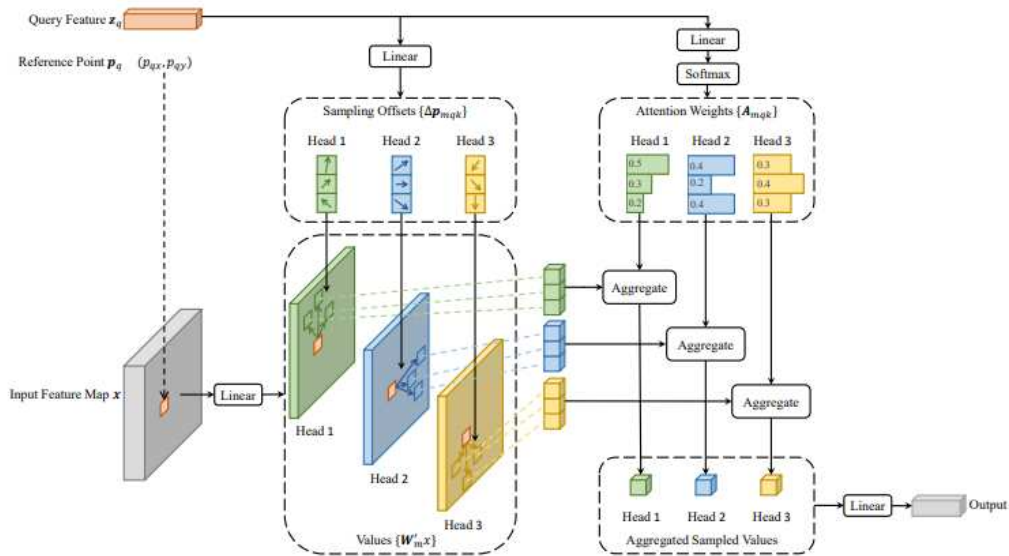 Query Feature z_q
Reference Point p_q (p_qx, p_qy)
Linear
Linear
Softmax
Sampling Offsets {Δp_mqk}
Head 1 Head 2 Head 3
Attention Weights {A_mqk}
Head 1 Head 2 Head 3
0.5 0.4 0.3
0.3 0.2 0.4
0.2 0.4 0.3
Input Feature Map x
Linear
Head 1
Head 2
Head 3
Values {W'_m x}
Aggregate
Aggregate
Aggregate
Head 1 Head 2 Head 3
Aggregated Sampled Values
Linear
Output